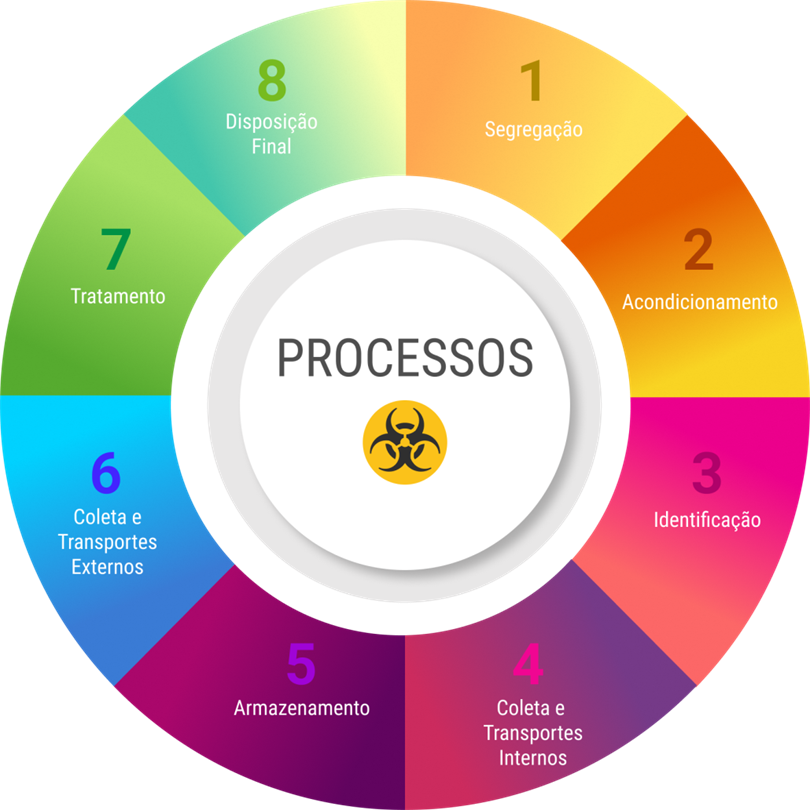 PROCESSOS
1
Segregação
2
Acondicionamento
3
Identificação
4
Coleta e
Transportes
Internos
5
Armazenamento
6
Coleta e
Transportes
Externos
7
Tratamento
8
Disposição
Final